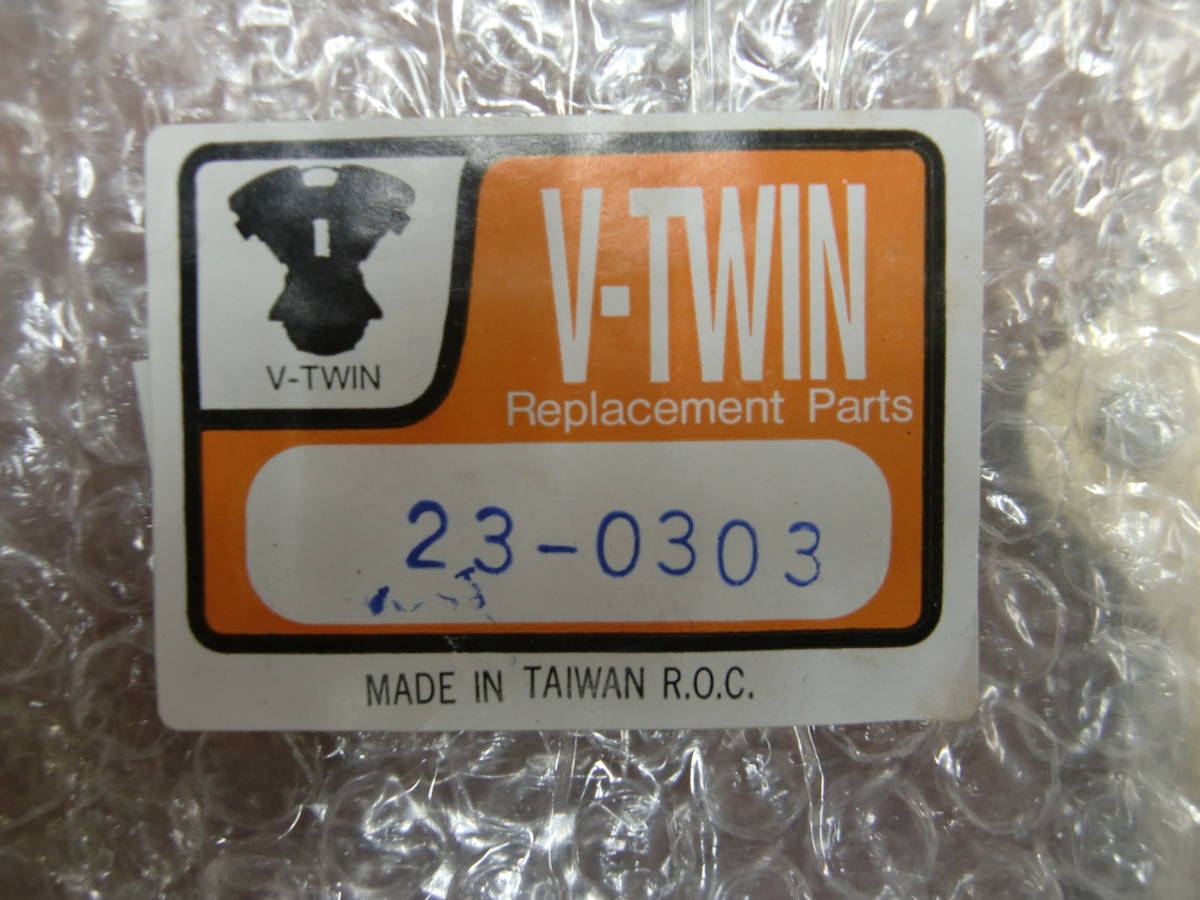 V-TWIN
V-TWIN
Replacement Parts
23-0303
MADE IN TAIWAN R.O.C.